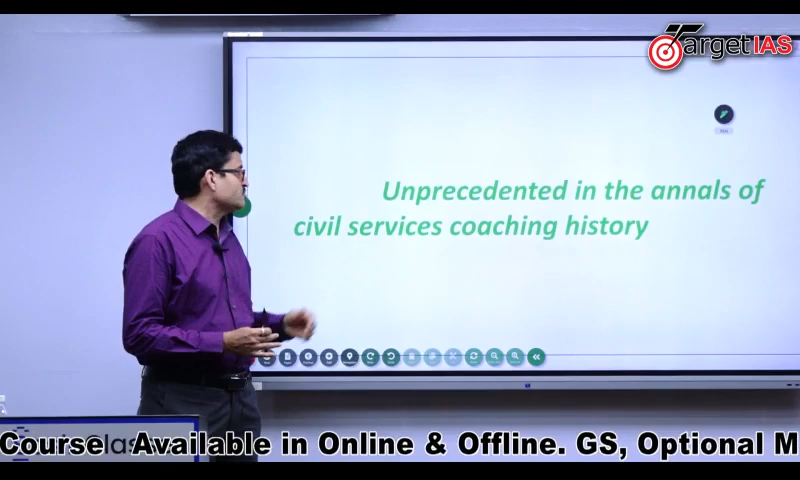 TargetIAS
Unprecedented in the annals of
civil services coaching history
Course Available in Online & Offline. GS, Optional M